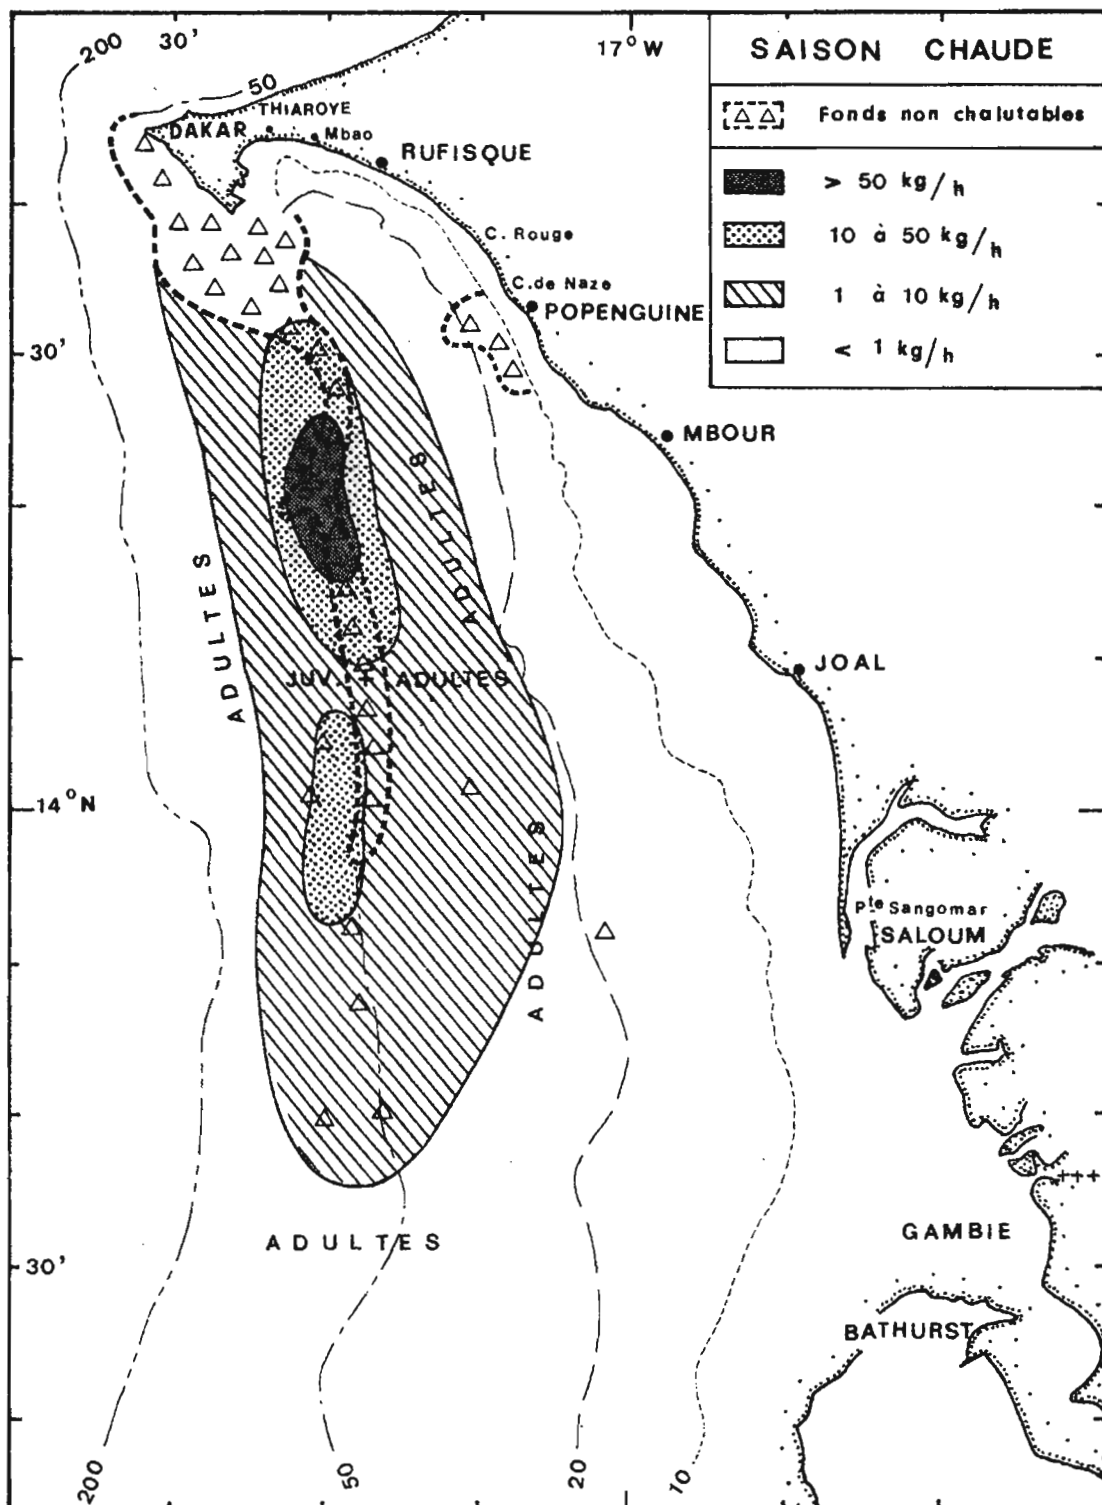 200 30'
17°W
50
SAISON CHAUDE
Fonds non chalutables
> 50 kg/h
10 à 50 kg/h
1 à 10 kg/h
< 1 kg/h
THIAROYE
DAKAR
Mbao
RUFISQUE
C. Rouge
C. de Naze
POPENGUINE
30'
MBOUR
ADULTES
ADULTES
JOAL
JUV. + ADULTES
14°N
ADULTES
Pte Sangomar
SALOUM
+++
GAMBIE
ADULTES
30'
BATHURST
200
50
20
10